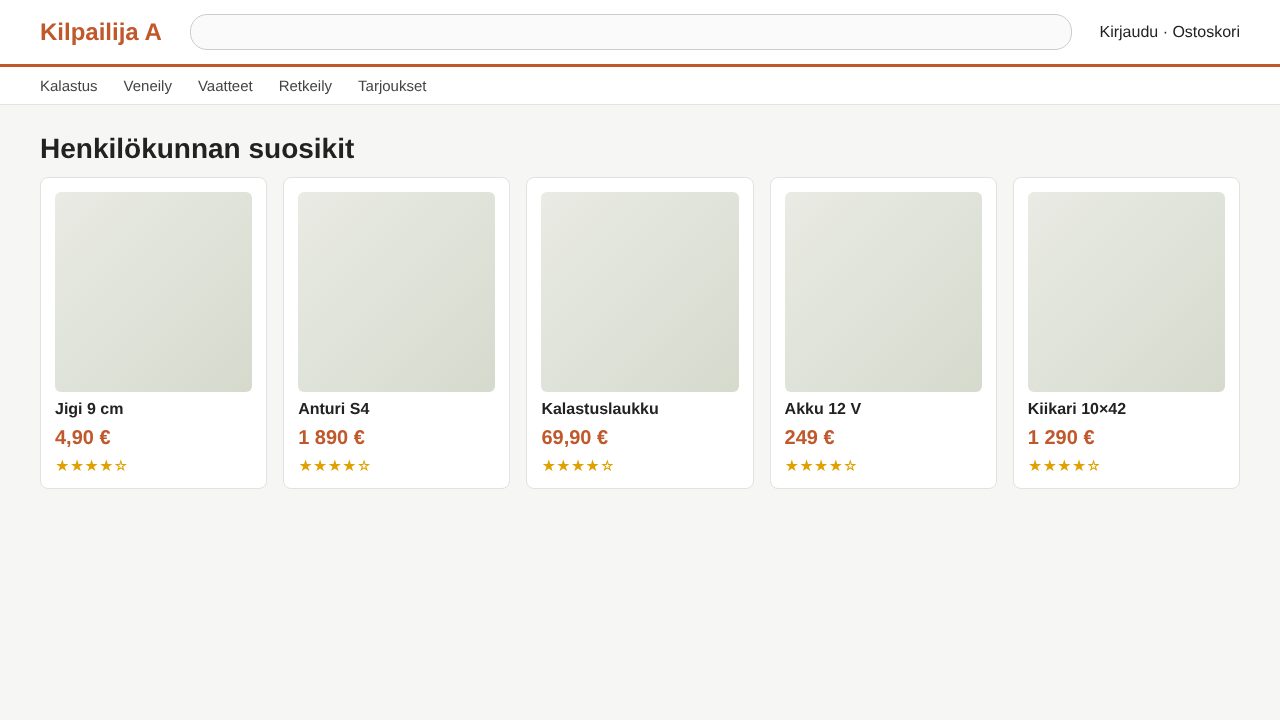 Kilpailija A
Kirjaudu · Ostoskori
Kalastus Veneily Vaatteet Retkeily Tarjoukset
Henkilökunnan suosikit
Jigi 9 cm
4,90 €
★★★★☆
Anturi S4
1 890 €
★★★★☆
Kalastuslaukku
69,90 €
★★★★☆
Akku 12 V
249 €
★★★★☆
Kiikari 10×42
1 290 €
★★★★☆